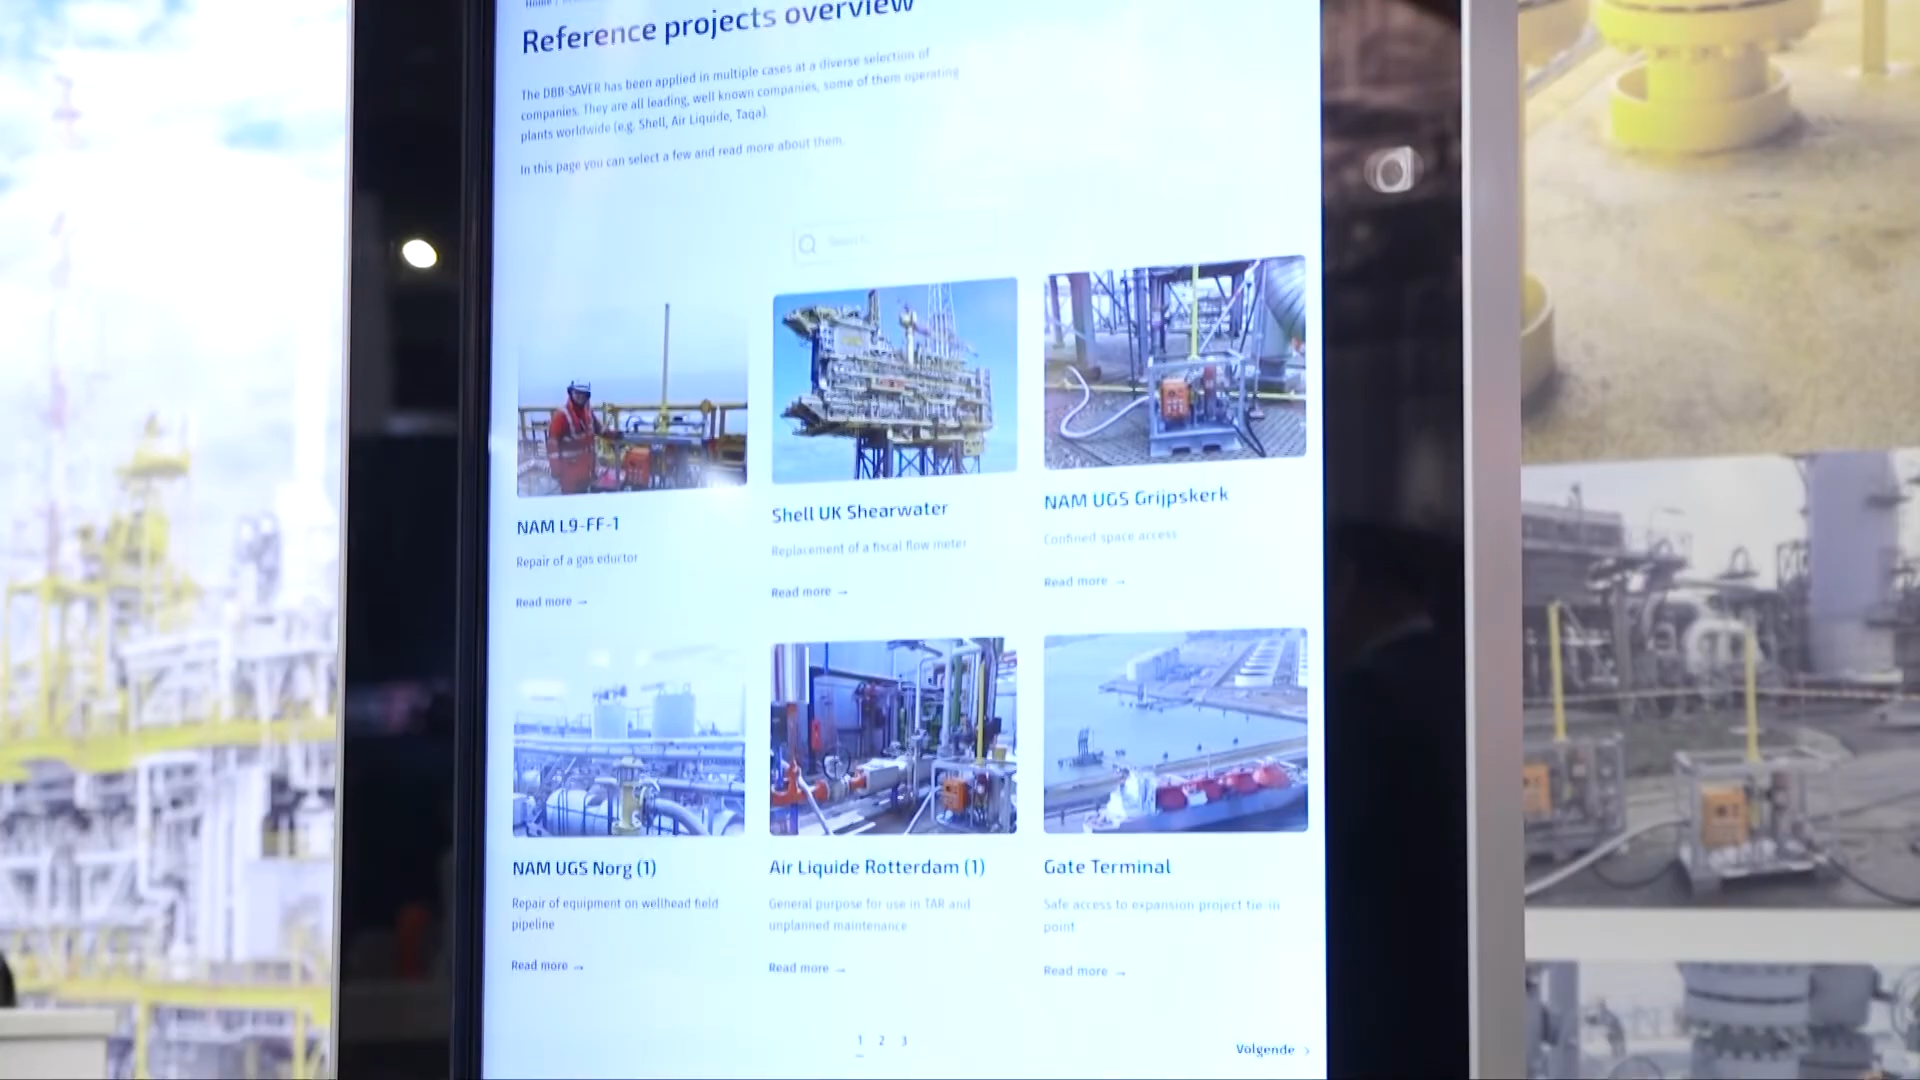 Home
Reference projects overview
The DBB-SAVER has been applied in multiple cases at a diverse selection of
companies. They are all leading, well known companies, some of them operating
plants worldwide (e.g. Shell, Air Liquide, Taqa).
In this page you can select a few and read more about them.
Search
NAM L9-FF-1
Repair of a gas eductor
Read more →
Shell UK Shearwater
Replacement of a fiscal flow meter
Read more →
NAM UGS Grijpskerk
Confined space access
Read more →
NAM UGS Norg (1)
Repair of equipment on wellhead field
pipeline
Read more →
Air Liquide Rotterdam (1)
General purpose for use in TAR and
unplanned maintenance
Read more →
Gate Terminal
Safe access to expansion project tie-in
point
Read more →
1 2 3
Volgende >